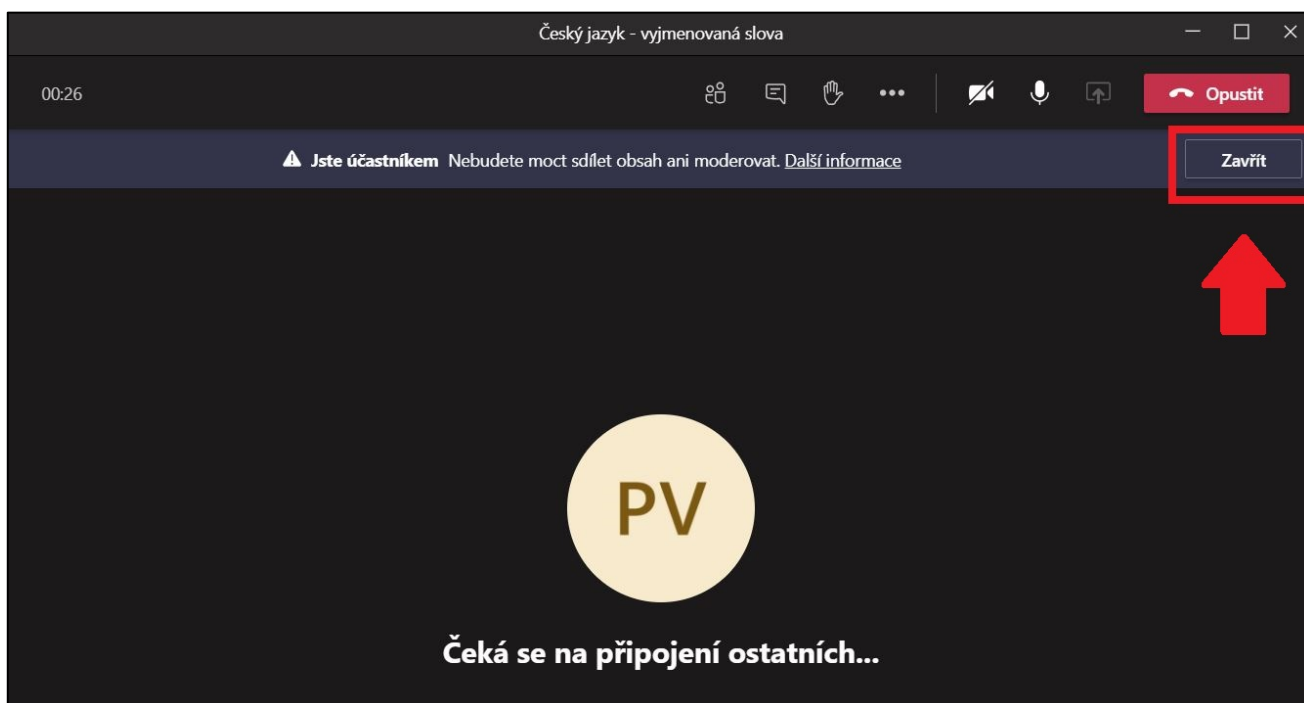 Český jazyk - vyjmenovaná slova
00:26
Opustit
Jste účastníkem Nebudete moct sdílet obsah ani moderovat. Další informace
Zavřít
PV
Čeká se na připojení ostatních...